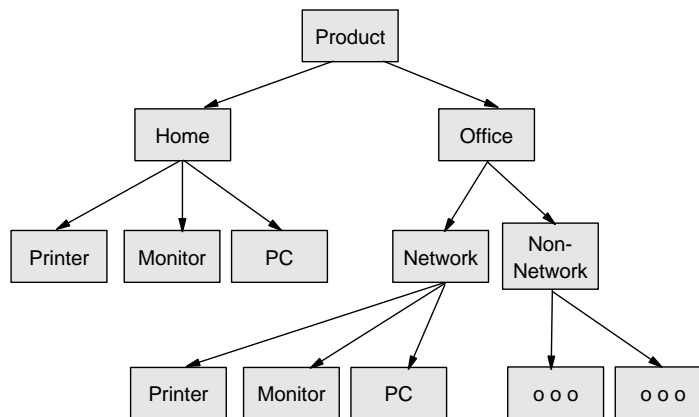 Product
Home
Office
Printer
Monitor
PC
Network
Non-
Network
Printer
Monitor
PC
o o o
o o o